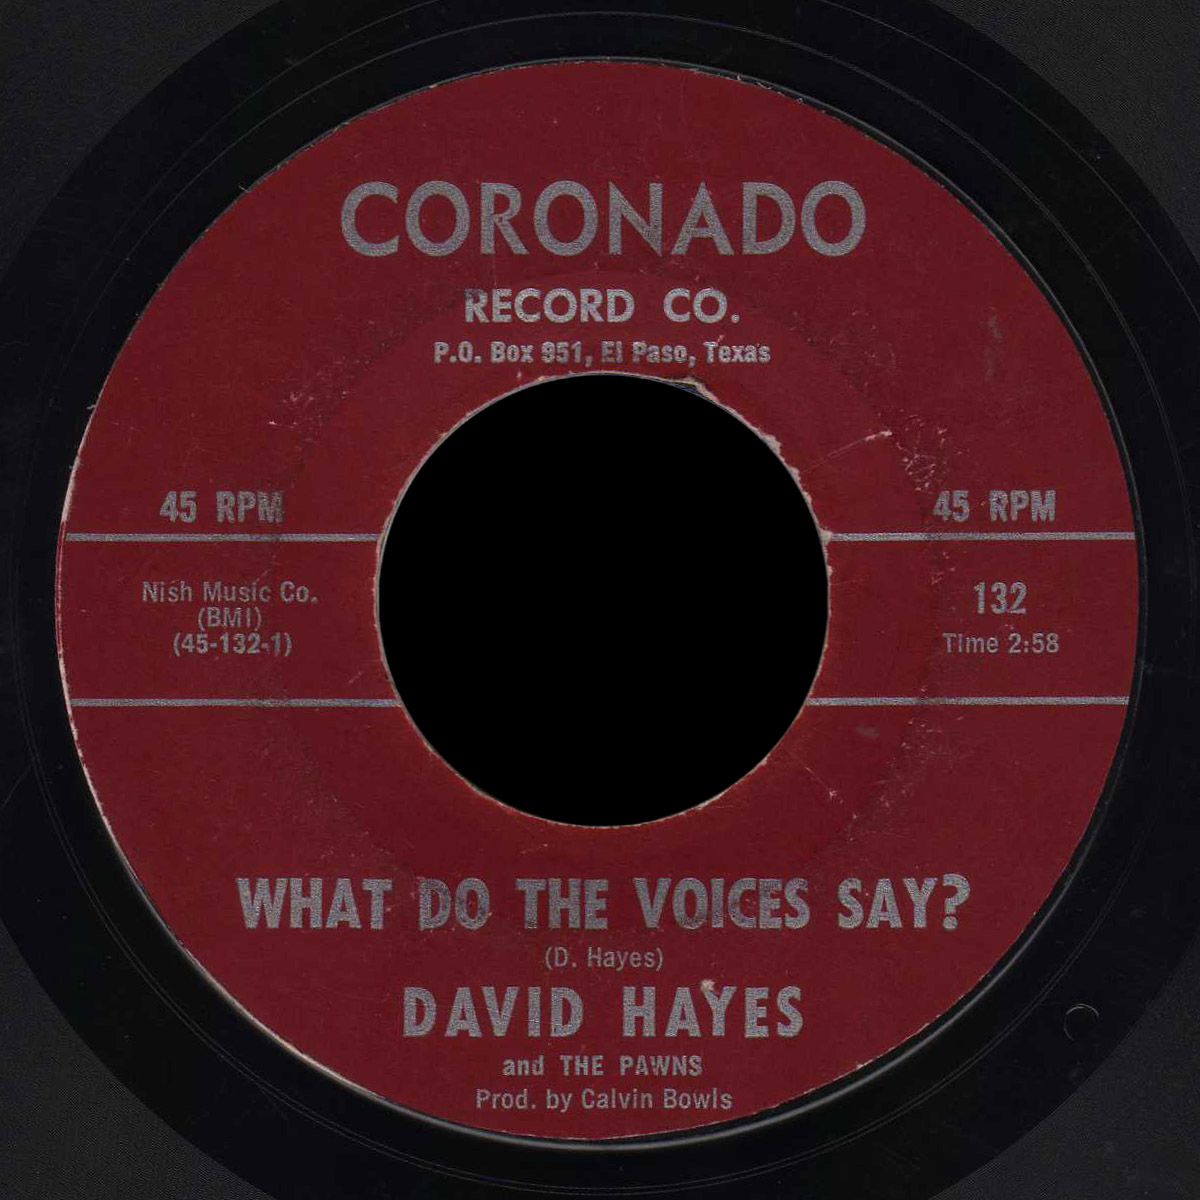 CORONADO
RECORD CO.
P.O. Box 951, El Paso, Texas
45 RPM
45 RPM
Nish Music Co.
(BMI)
(45-132-1)
132
Time 2:58
WHAT DO THE VOICES SAY?
(D. Hayes)
DAVID HAYES
and THE PAWNS
Prod. by Calvin Bowls